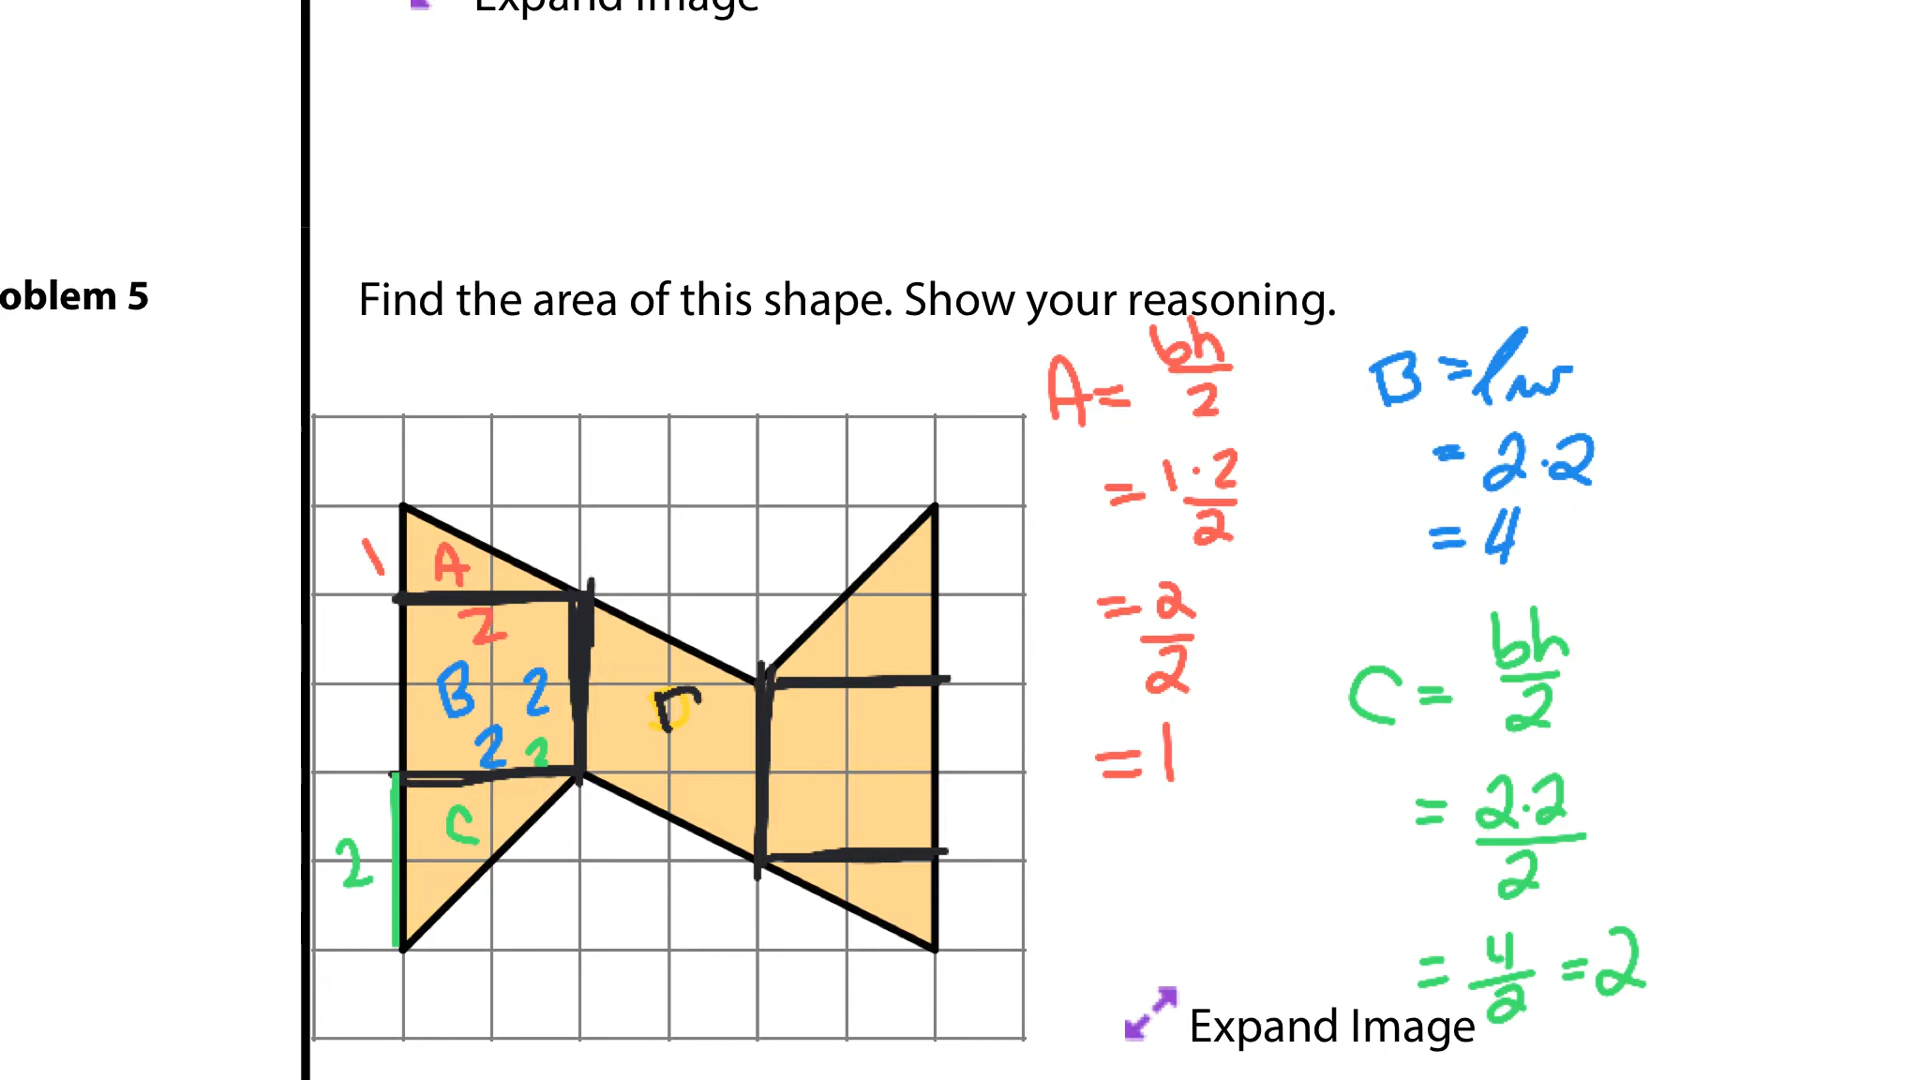 Expand Image
oblem 5
Find the area of this shape. Show your reasoning.
A = bh/2
= 1·2/2
= 2/2
= 1
B = lw
= 2·2
= 4
C = bh/2
= 2·2/2
= 4/2 = 2
1
A
2
B 2
2 2
D
C
2
Expand Image